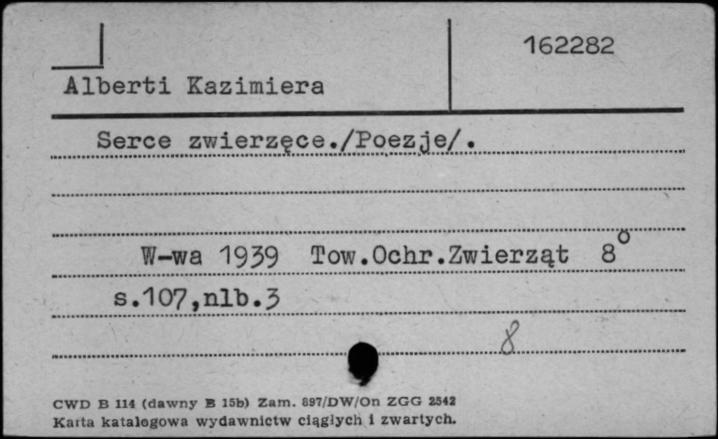 162282
Alberti Kazimiera
Serce zwierzęce./Poezje/.
W-wa 1939 Tow.Ochr.Zwierząt 8°
s.107,nlb.3
8
CWD B 114 (dawny B 15b) Zam. 897/DW/On ZGG 2542
Karta katalogowa wydawnictw ciągłych i zwartych.